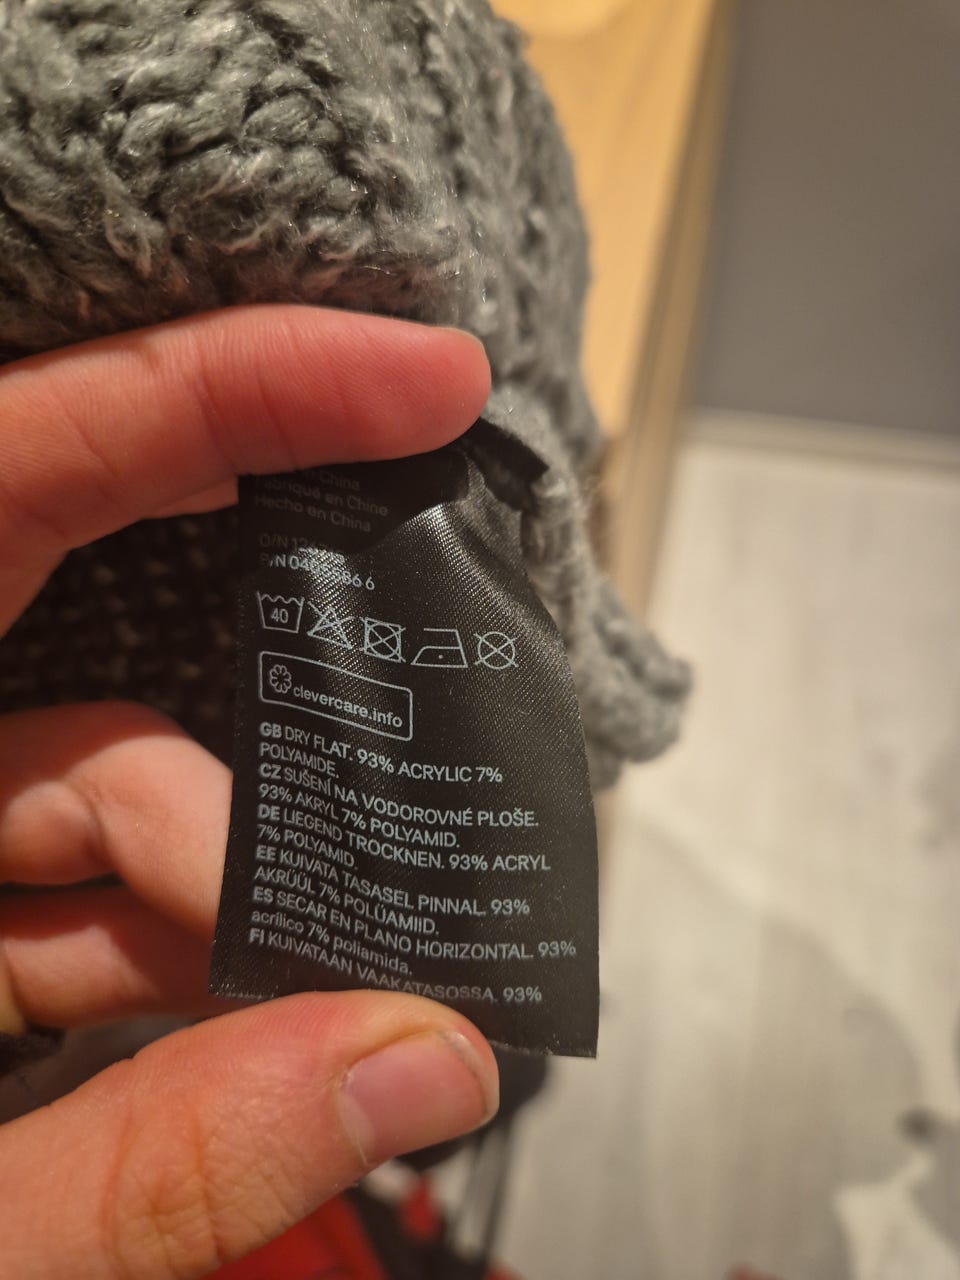 China
Fabriqué en Chine
Hecho en China
O/N
P/N
40
clevercare.info
GB DRY FLAT. 93% ACRYLIC 7%
POLYAMIDE.
CZ SUŠENÍ NA VODOROVNÉ PLOŠE.
93% AKRYL 7% POLYAMID.
DE LIEGEND TROCKNEN. 93% ACRYL
7% POLYAMID.
EE KUIVATA TASASEL PINNAL. 93%
AKRÜÜL 7% POLÜAMIID.
ES SECAR EN PLANO HORIZONTAL. 93%
acrílico 7% poliamida.
FI KUIVATAAN VAAKATASOSSA. 93%